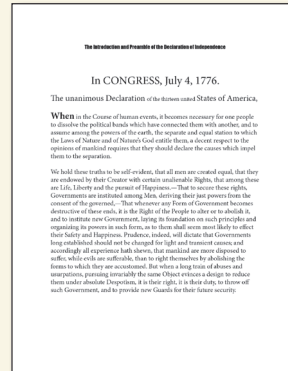 The Introduction and Preamble of the Declaration of Independence
In CONGRESS, July 4, 1776.
The unanimous Declaration of the thirteen united States of America,
When in the Course of human events, it becomes necessary for one people
to dissolve the political bands which have connected them with another, and to
assume among the powers of the earth, the separate and equal station to which
the Laws of Nature and of Nature's God entitle them, a decent respect to the
opinions of mankind requires that they should declare the causes which impel
them to the separation.
We hold these truths to be self-evident, that all men are created equal, that they
are endowed by their Creator with certain unalienable Rights, that among these
are Life, Liberty and the pursuit of Happiness.—That to secure these rights,
Governments are instituted among Men, deriving their just powers from the
consent of the governed,—That whenever any Form of Government becomes
destructive of these ends, it is the Right of the People to alter or to abolish it,
and to institute new Government, laying its foundation on such principles and
organizing its powers in such form, as to them shall seem most likely to effect
their Safety and Happiness. Prudence, indeed, will dictate that Governments
long established should not be changed for light and transient causes; and
accordingly all experience hath shewn, that mankind are more disposed to
suffer, while evils are sufferable, than to right themselves by abolishing the
forms to which they are accustomed. But when a long train of abuses and
usurpations, pursuing invariably the same Object evinces a design to reduce
them under absolute Despotism, it is their right, it is their duty, to throw off
such Government, and to provide new Guards for their future security.